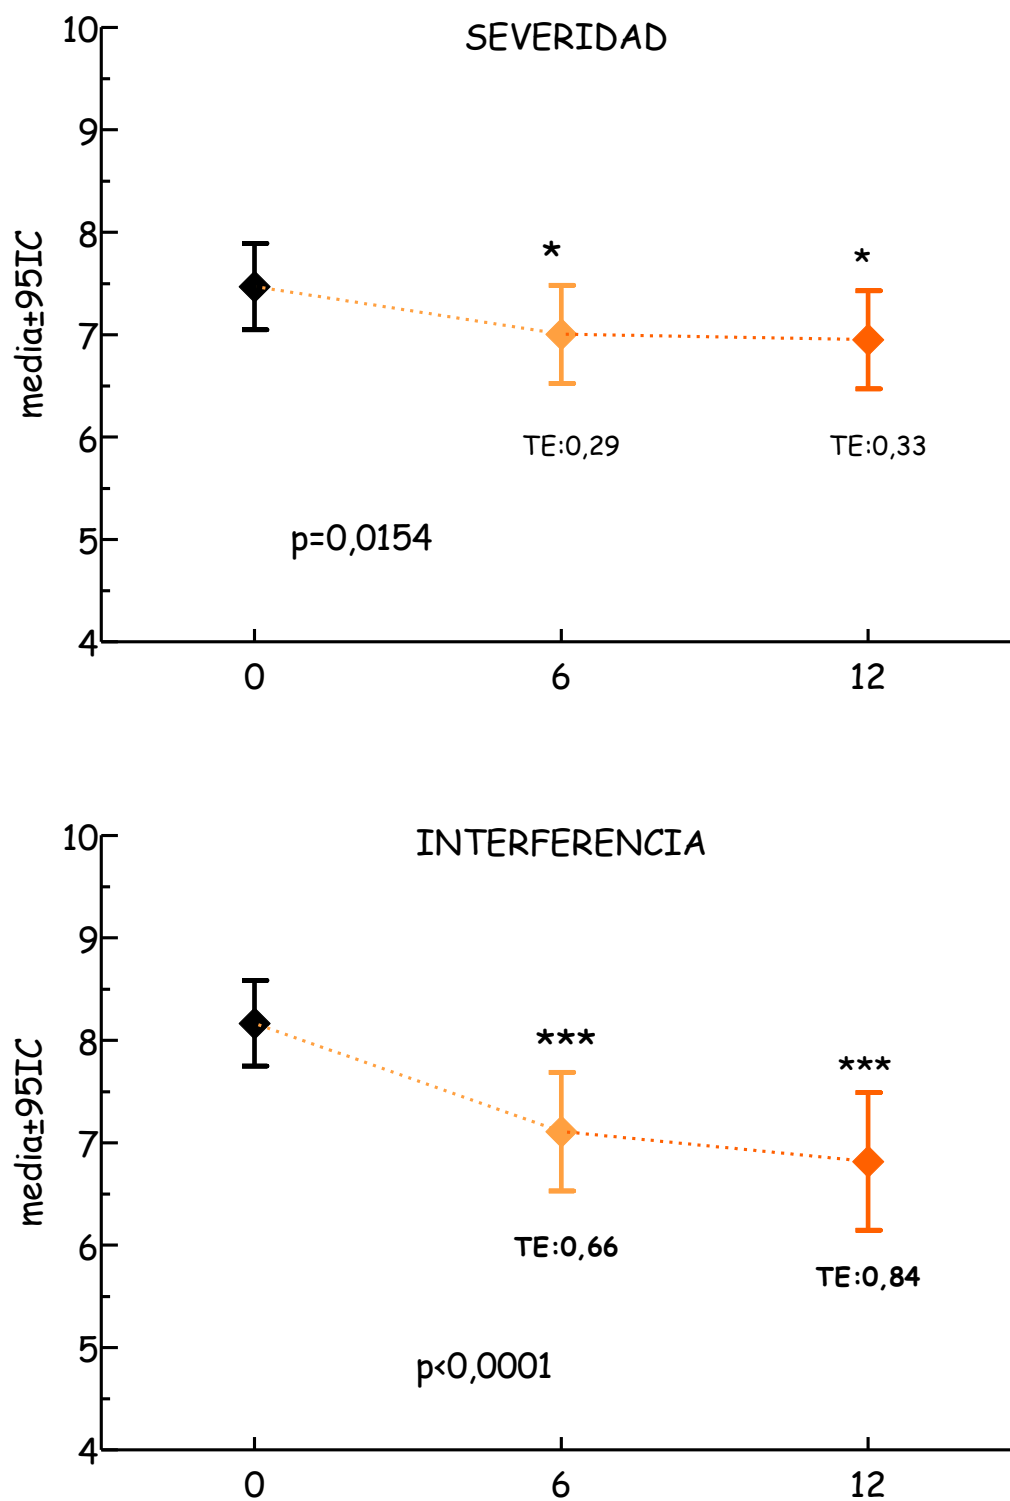 SEVERIDAD
10
9
8
7
6
5
4
media±95IC
*
*
TE:0,29
TE:0,33
p=0,0154
0
6
12
INTERFERENCIA
10
9
8
7
6
5
4
media±95IC
***
***
TE:0,66
TE:0,84
p<0,0001
0
6
12